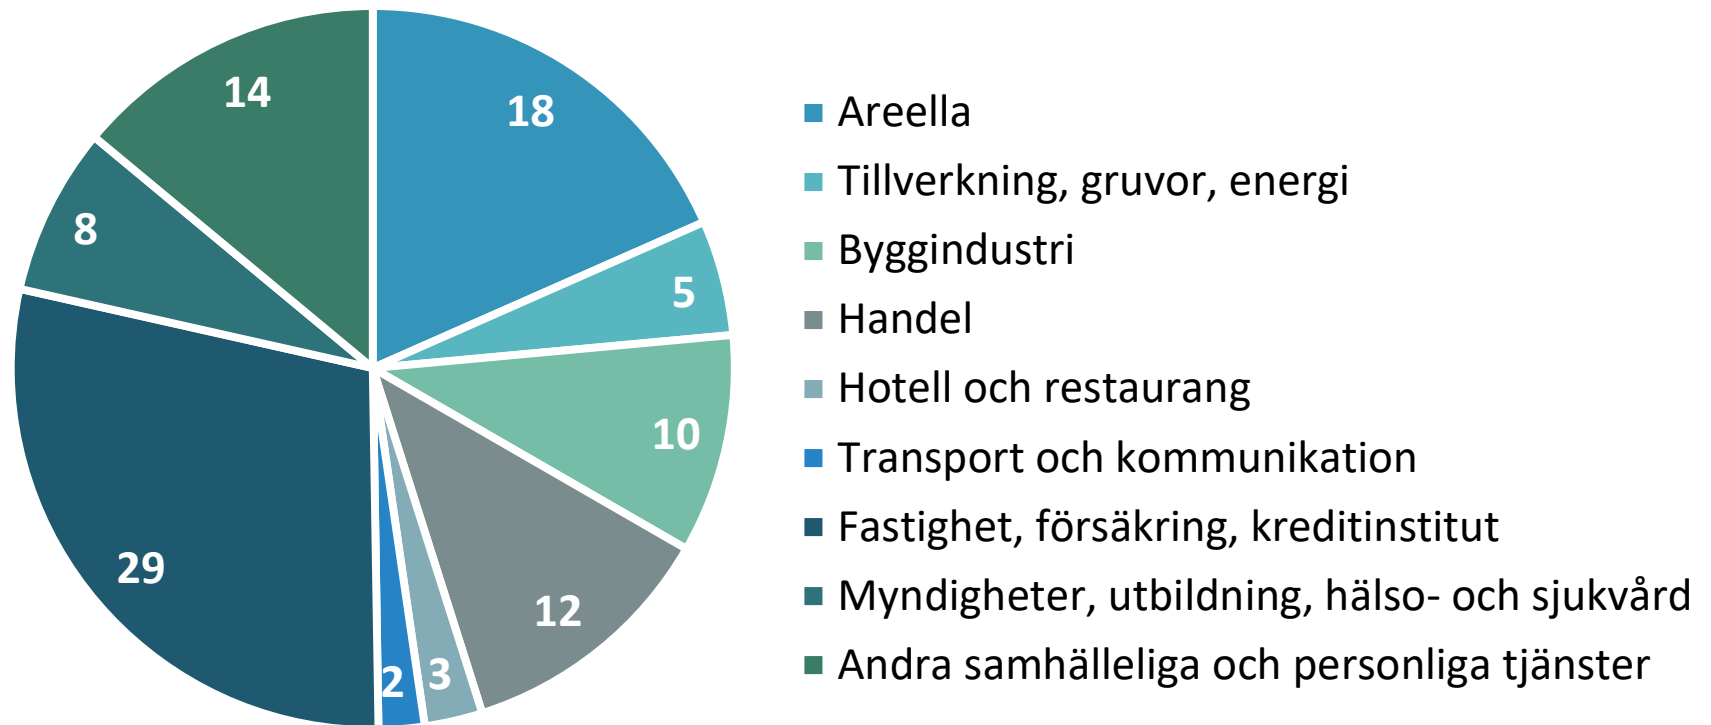 18
5
10
12
3
2
29
8
14
Areella
Tillverkning, gruvor, energi
Byggindustri
Handel
Hotell och restaurang
Transport och kommunikation
Fastighet, försäkring, kreditinstitut
Myndigheter, utbildning, hälso- och sjukvård
Andra samhälleliga och personliga tjänster